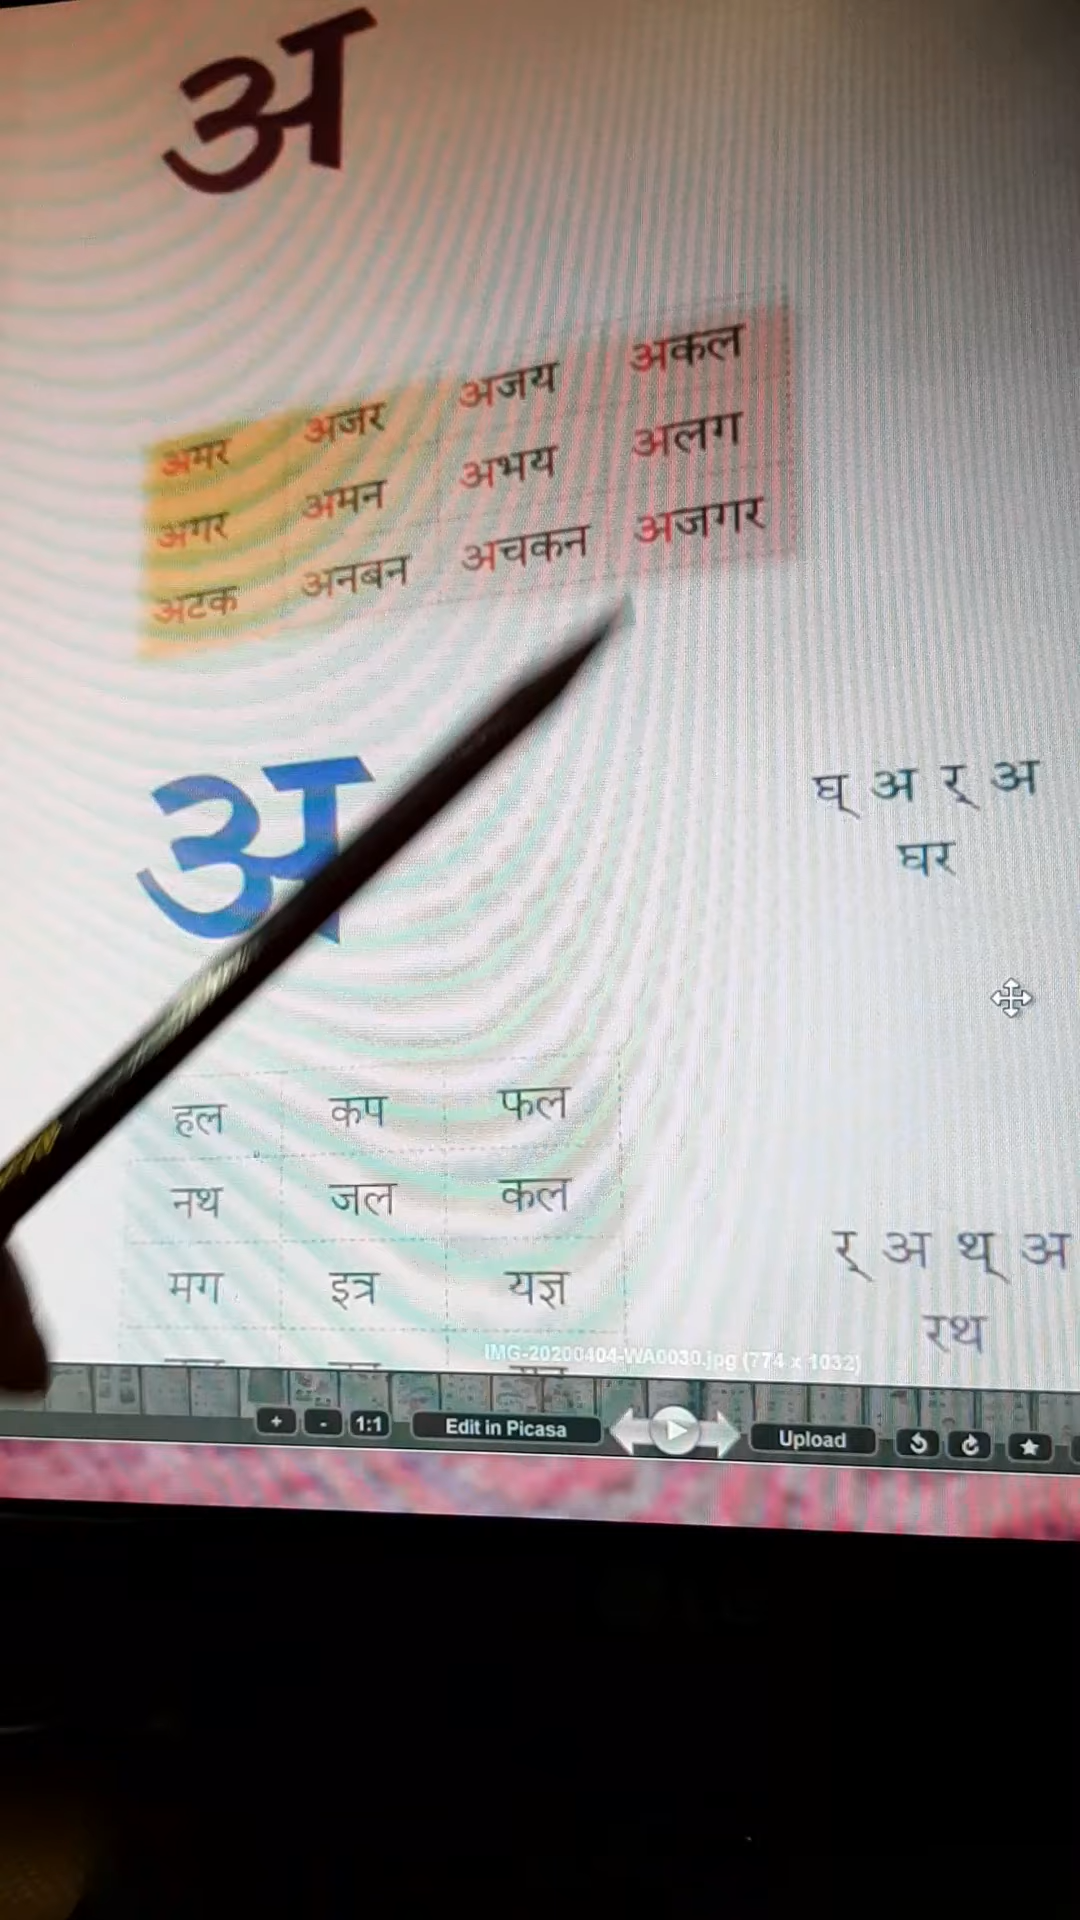 अ
अमर अजर अजय अकल
अगर अमन अभय अलग
अटक अनबन अचकन अजगर
अ
घ् अ र् अ
घर
हल कप फल
नथ जल कल
मग इत्र यज्ञ
र् अ थ् अ
रथ
IMG-20200404-WA0030.jpg (774 x 1032)
+ - 1:1 Edit in Picasa Upload